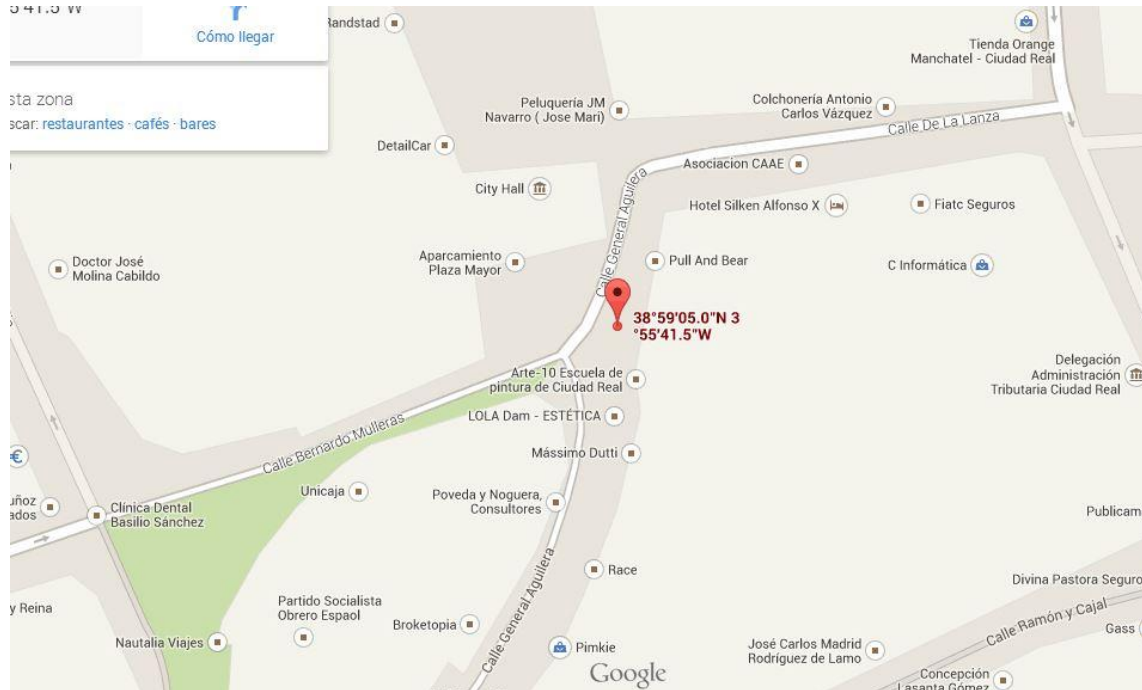 5'41.5"W
Cómo llegar
sta zona
scar: restaurantes · cafés · bares
Randstad
Tienda Orange
Manchatel - Ciudad Real
Peluquería JM
Navarro ( Jose Mari)
Colchonería Antonio
Carlos Vázquez
Calle De La Lanza
DetailCar
Asociacion CAAE
City Hall
Calle General Aguilera
Hotel Silken Alfonso X
Fiatc Seguros
Doctor José
Molina Cabildo
Aparcamiento
Plaza Mayor
Pull And Bear
C Informática
38°59'05.0"N 3
°55'41.5"W
Delegación
Administración
Tributaria Ciudad Real
Arte-10 Escuela de
pintura de Ciudad Real
LOLA Dam - ESTÉTICA
Calle Bernardo Mulleras
Mássimo Dutti
€
Unicaja
Poveda y Noguera,
Consultores
uñoz
ados
Clínica Dental
Basilio Sánchez
Publicam
Calle General Aguilera
Race
Divina Pastora Seguro
y Reina
Partido Socialista
Obrero Espaol
Calle Ramón y Cajal
Broketopia
Gass
Nautalia Viajes
Pimkie
José Carlos Madrid
Rodríguez de Lamo
Google
Concepción
Lasanta Gómez